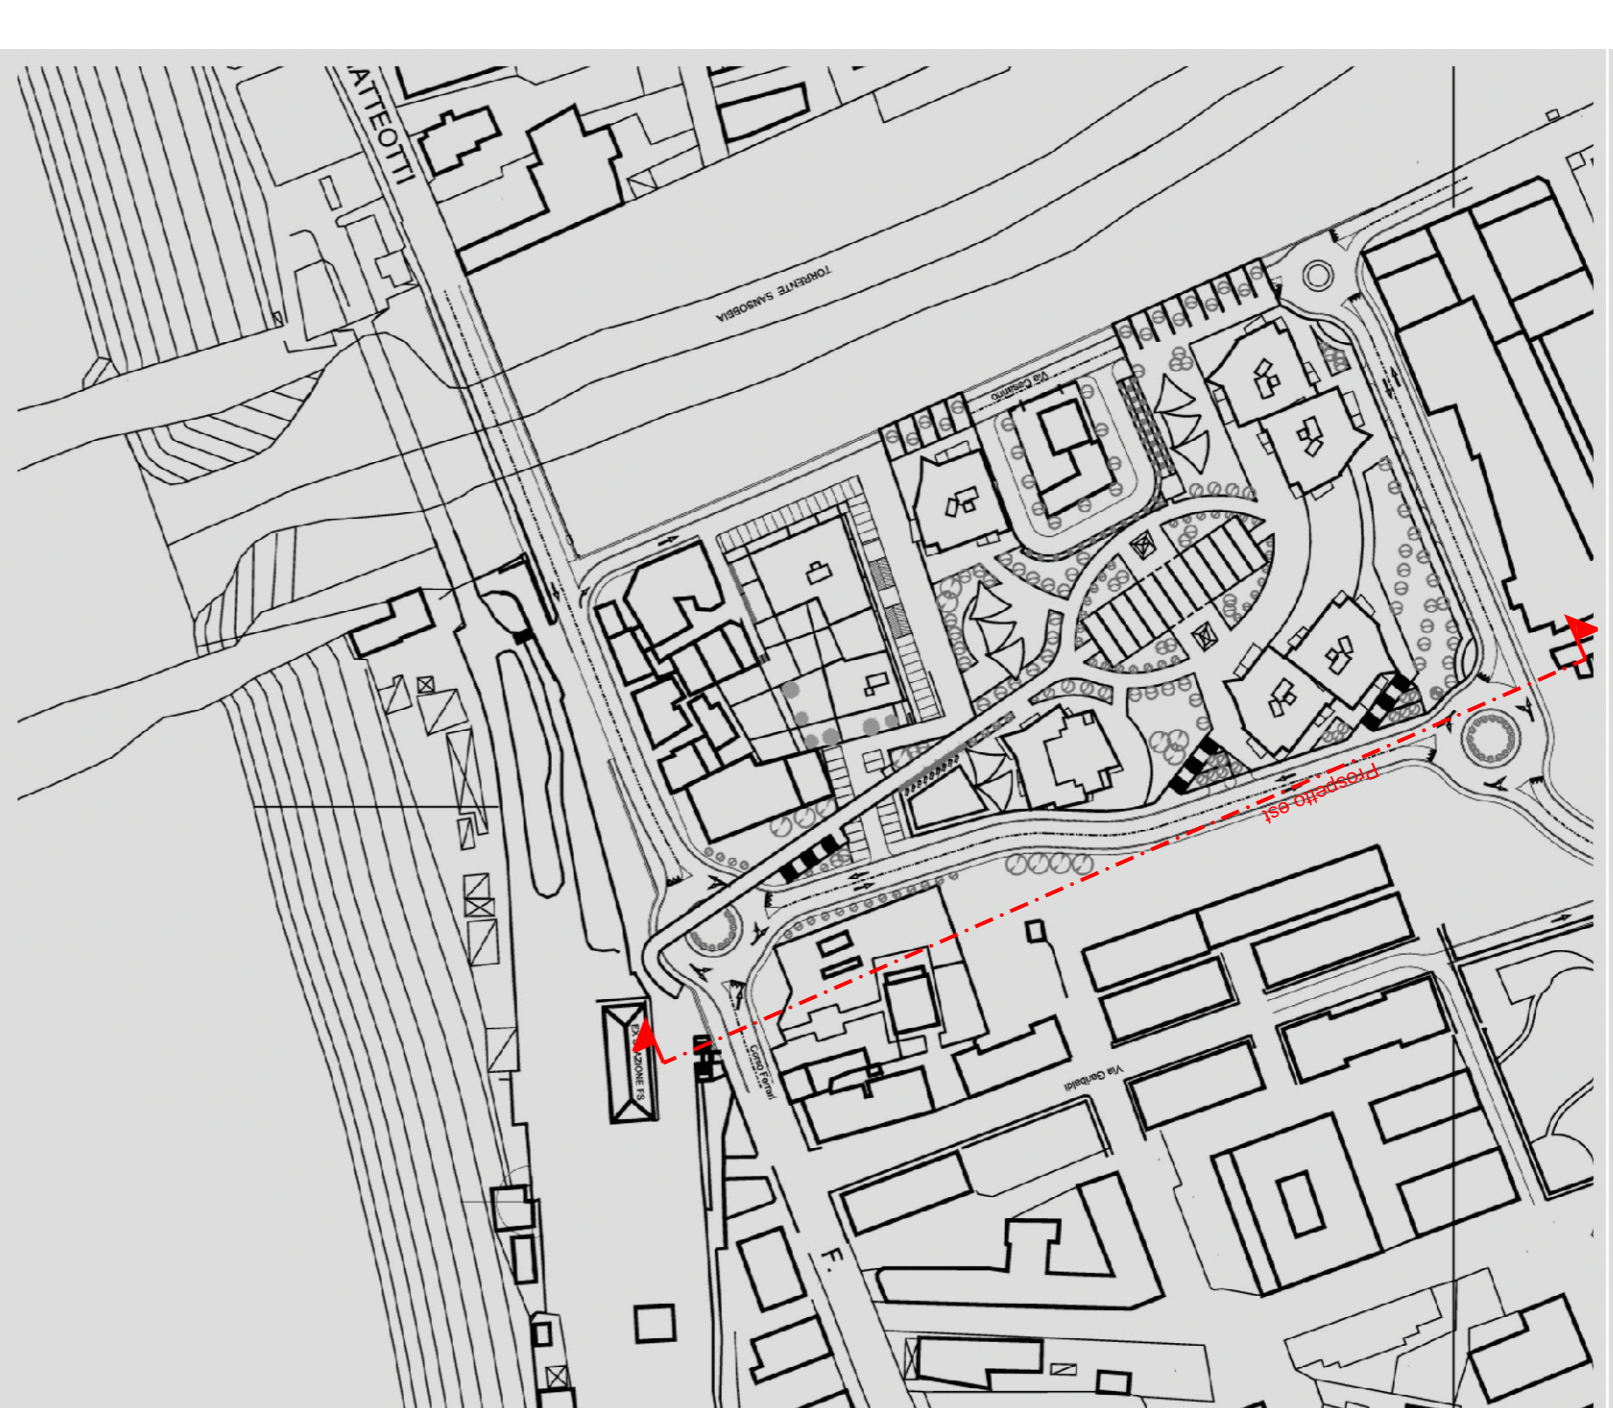 ATTEOTTI
TORRENTE SANSOBBIA
Via Cesarino
Prospetto est
EX STAZIONE FS
Corso Ferrari
Via Garibaldi
F.